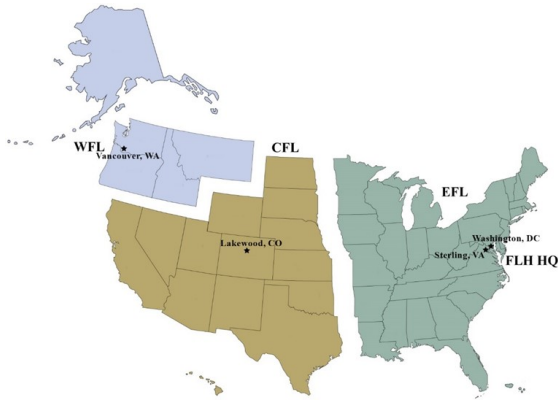 WFL
Vancouver, WA
CFL
Lakewood, CO
EFL
Washington, DC
Sterling, VA
FLH HQ